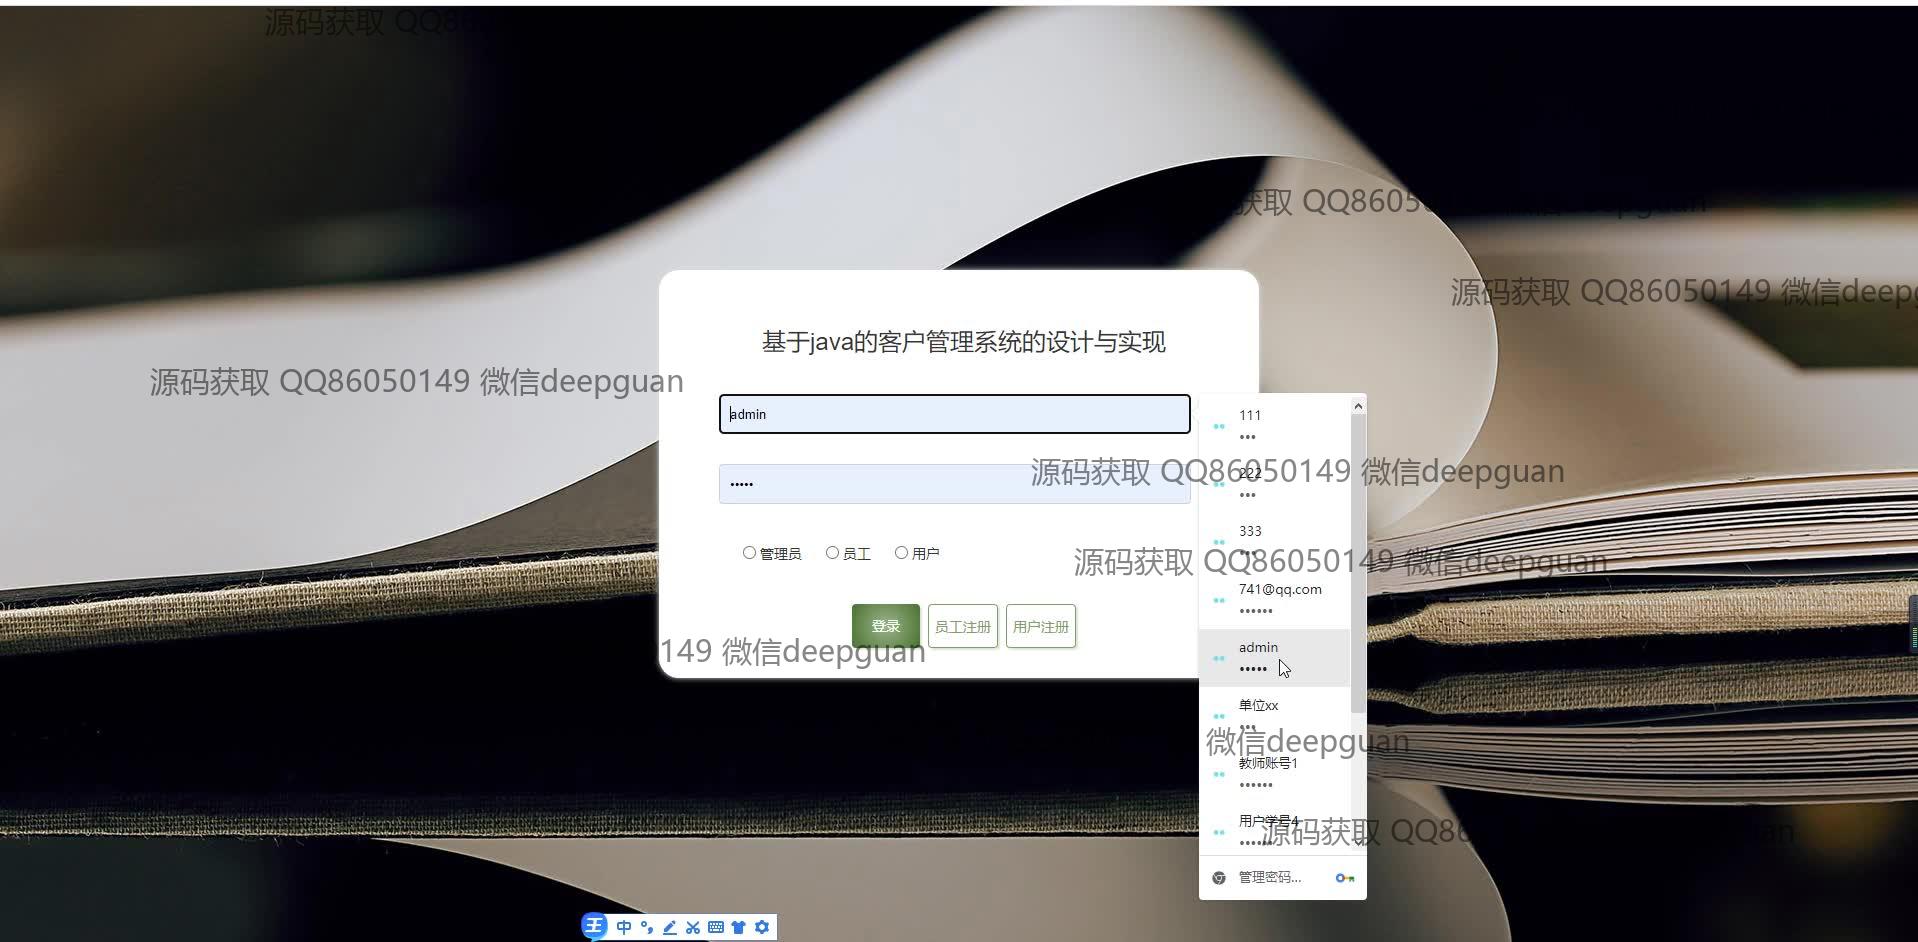 源码获取 QQ86
获取 QQ8605
源码获取 QQ86050149 微信deepg
基于java的客户管理系统的设计与实现
源码获取 QQ86050149 微信deepguan
admin
111
•••
源码获取 QQ86050149 微信deepguan
•••••
222
•••
333
源码获取 QQ86050149 微信deepguan
管理员
员工
用户
741@qq.com
••••••
登录
员工注册
用户注册
149 微信deepguan
admin
•••••
单位xx
•••
微信deepguan
教师账号1
••••••
用户学号4
源码获取 QQ86
an
••••••
管理密码...
王 中